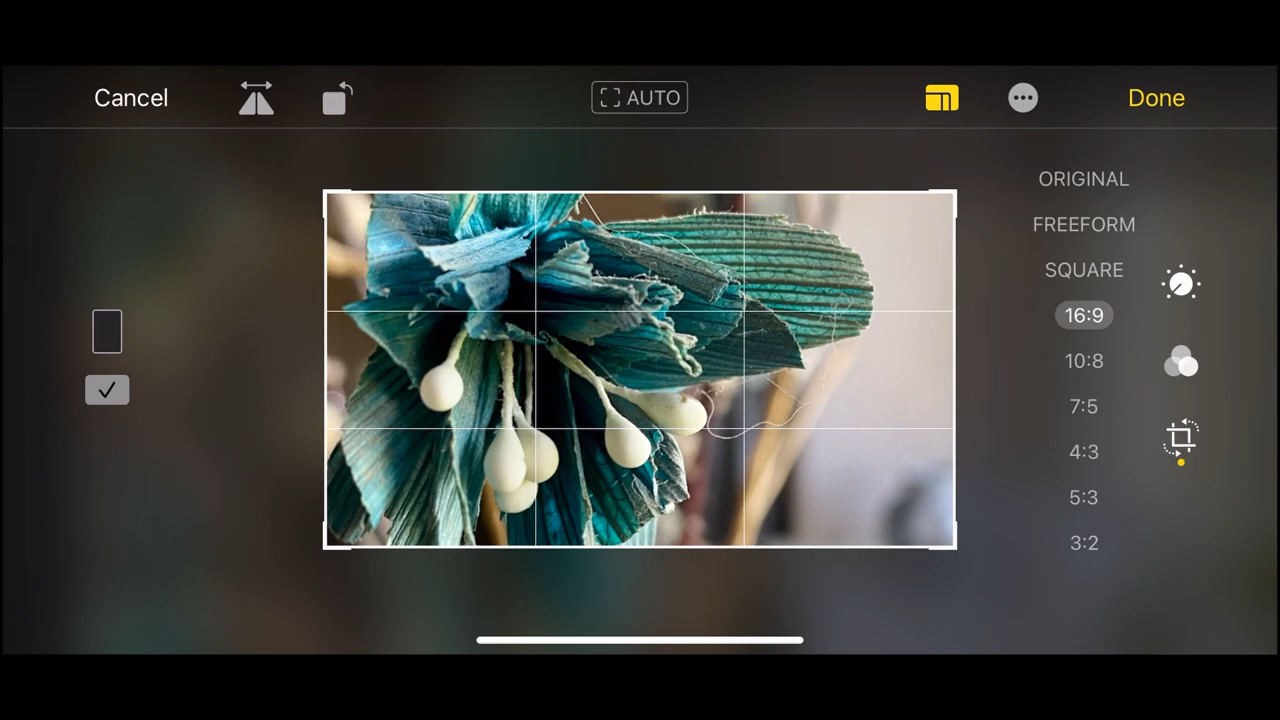 Cancel
AUTO
Done
ORIGINAL
FREEFORM
SQUARE
16:9
10:8
7:5
4:3
5:3
3:2